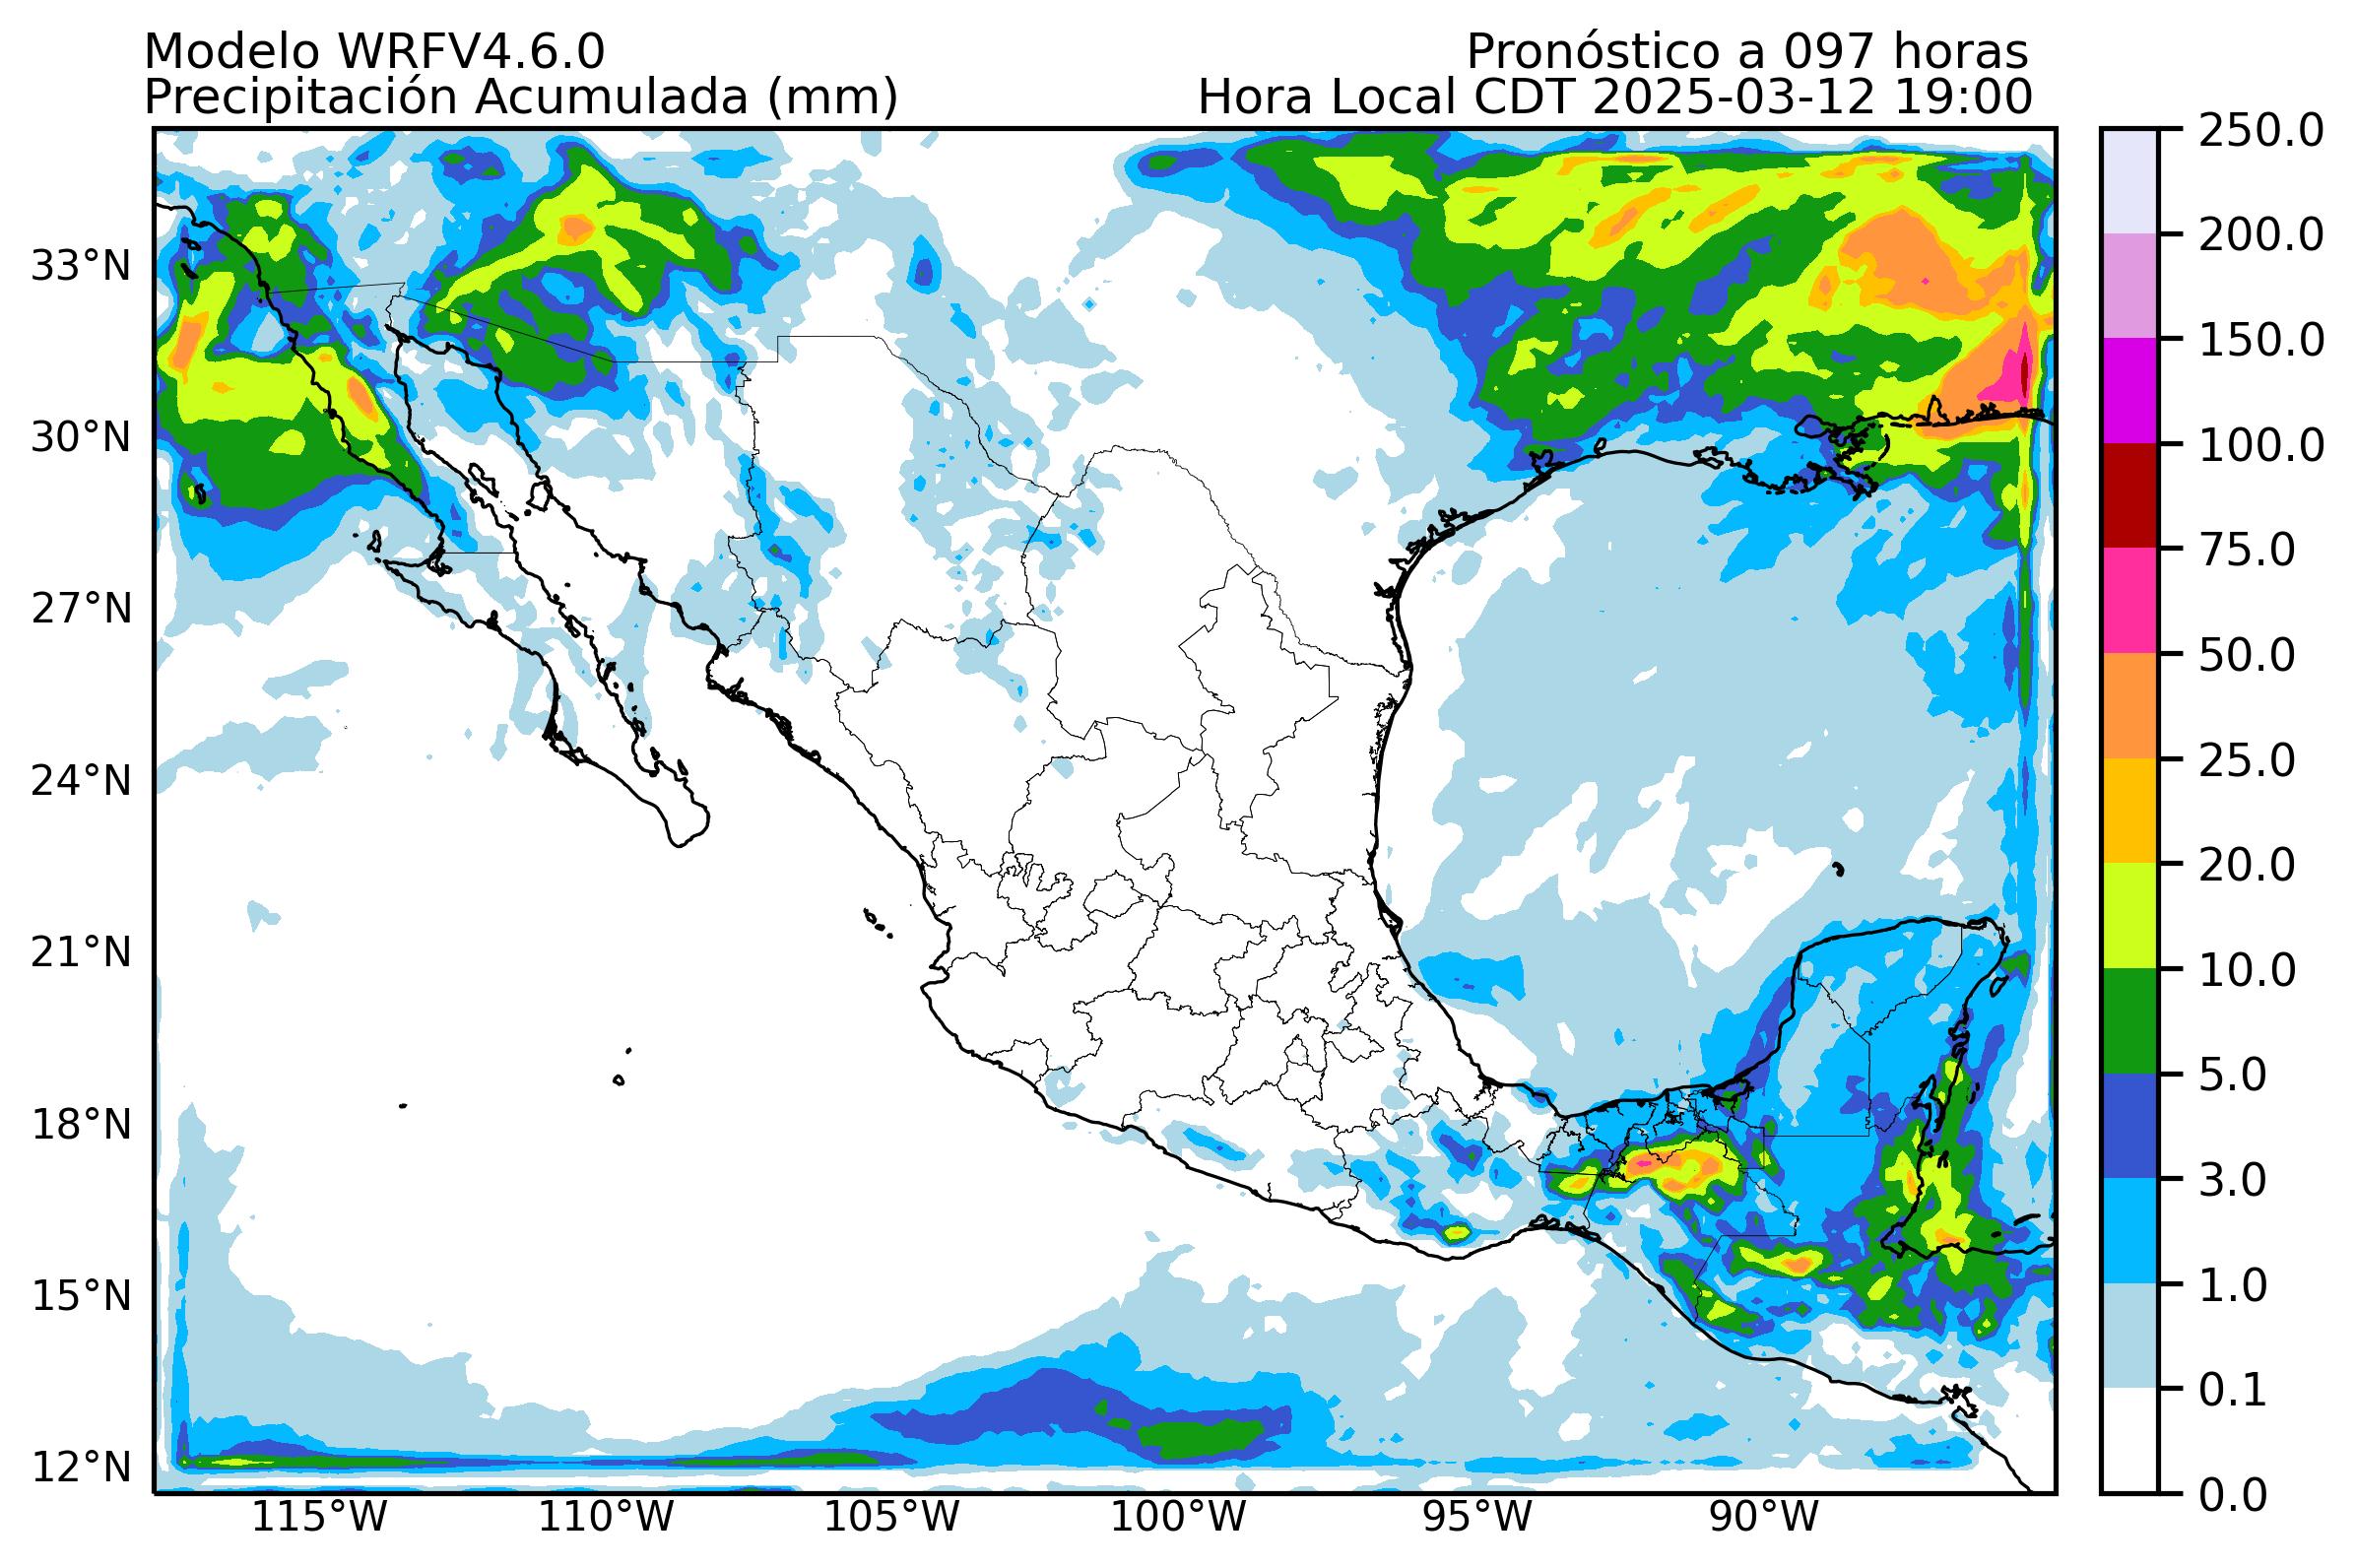 Modelo WRFV4.6.0
Pronóstico a 097 horas
Precipitación Acumulada (mm)
Hora Local CDT 2025-03-12 19:00
250.0
200.0
150.0
100.0
75.0
50.0
25.0
20.0
10.0
5.0
3.0
1.0
0.1
0.0
33°N
30°N
27°N
24°N
21°N
18°N
15°N
12°N
115°W
110°W
105°W
100°W
95°W
90°W